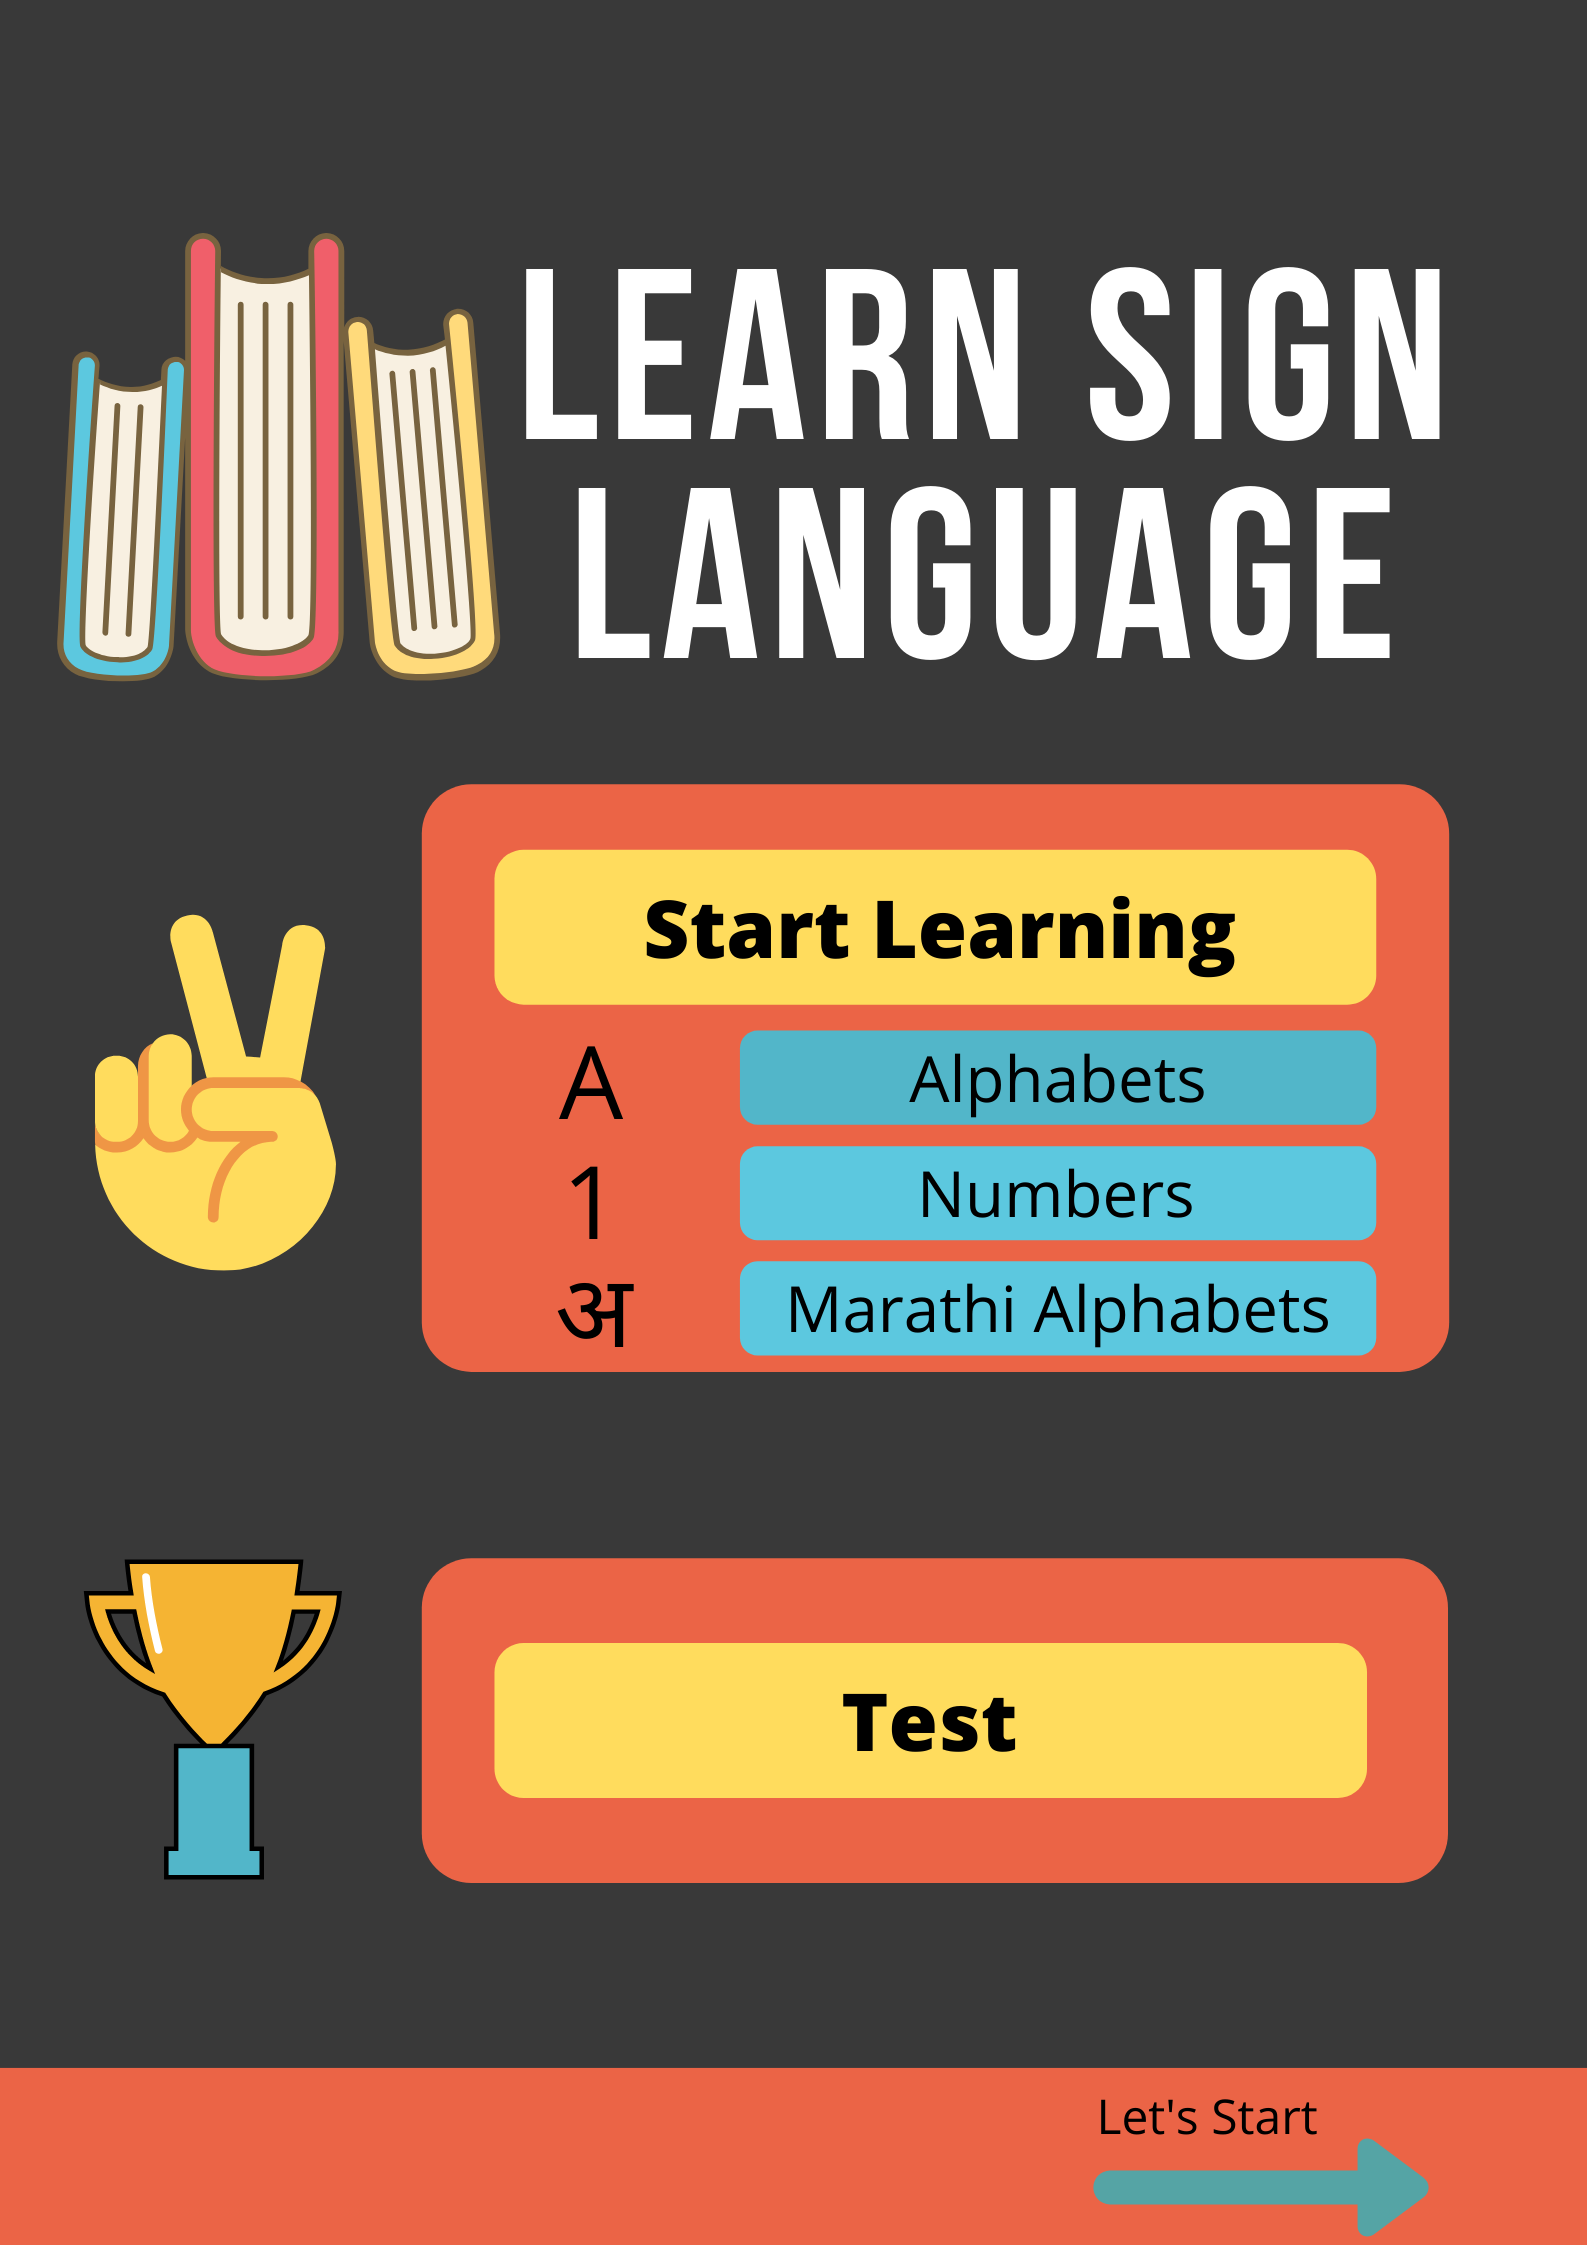 LEARN SIGN
LANGUAGE
Start Learning
A Alphabets
1 Numbers
अ Marathi Alphabets
Test
Let's Start